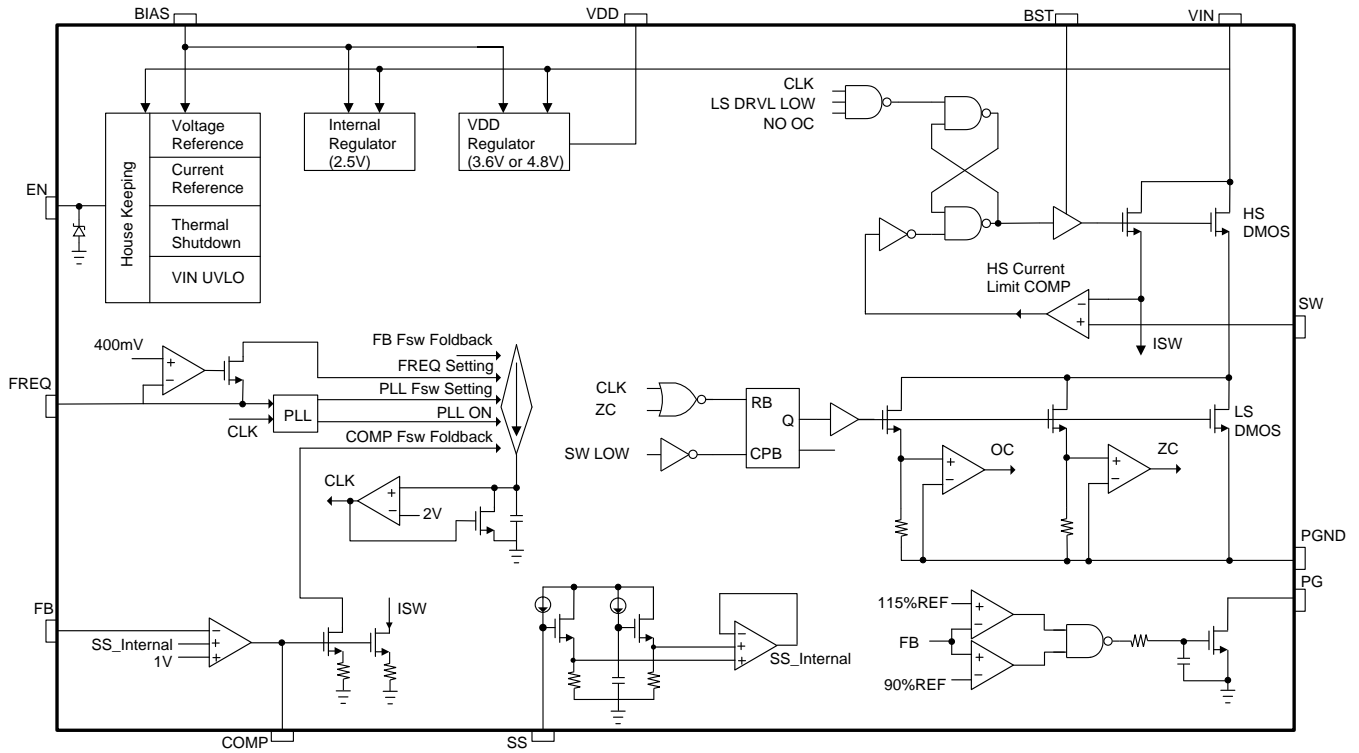 BIAS
VDD
BST
VIN
EN
House Keeping
Voltage
Reference
Current
Reference
Thermal
Shutdown
VIN UVLO
Internal
Regulator
(2.5V)
VDD
Regulator
(3.6V or 4.8V)
CLK
LS DRVL LOW
NO OC
HS
DMOS
HS Current
Limit COMP
−
+
ISW
SW
400mV
+
−
FREQ
PLL
CLK
FB Fsw Foldback
FREQ Setting
PLL Fsw Setting
PLL ON
COMP Fsw Foldback
CLK
+
−
2V
CLK
ZC
SW LOW
RB
Q
CPB
LS
DMOS
+
−
OC
+
−
ZC
PGND
PG
FB
SS_Internal
1V
−
+
+
ISW
COMP
SS
−
+
+
SS_Internal
115%REF
FB
90%REF
+
−
+
−